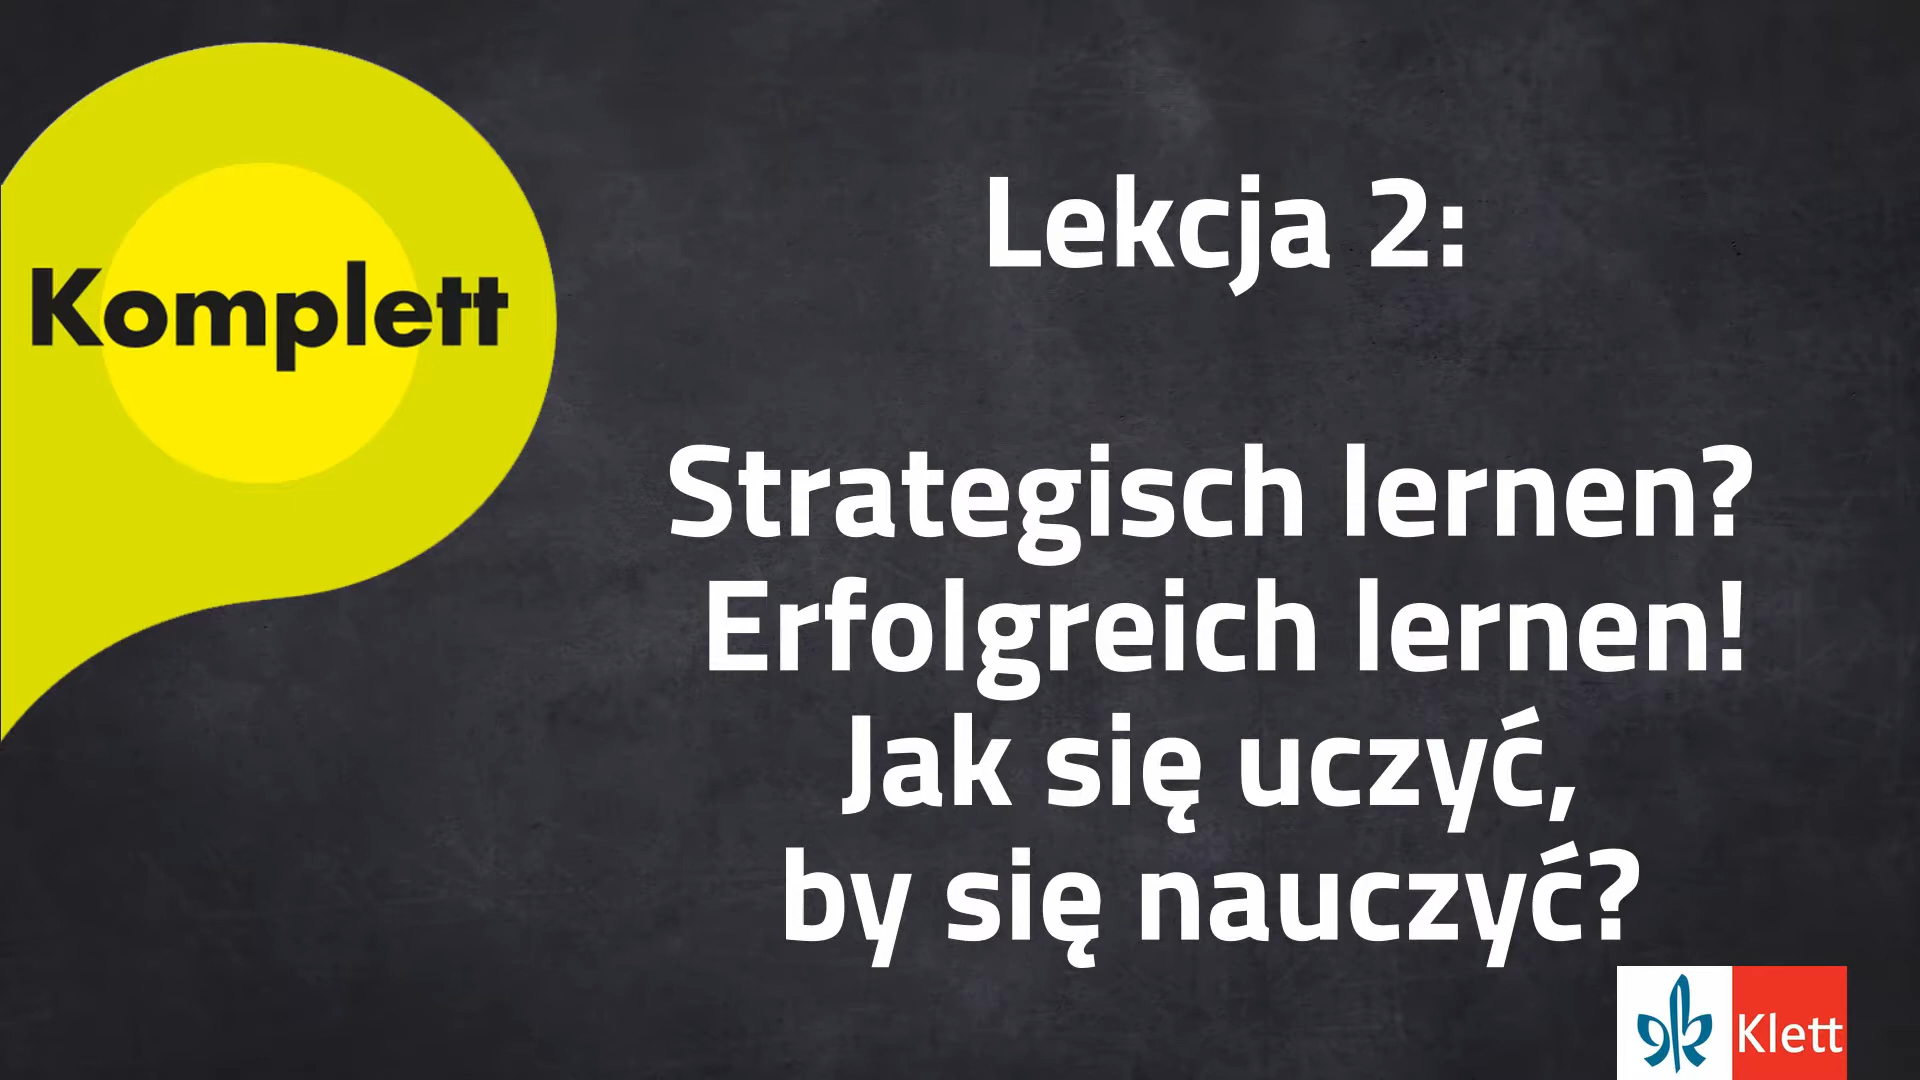 Komplett
Lekcja 2:
Strategisch lernen?
Erfolgreich lernen!
Jak się uczyć,
by się nauczyć?
Klett